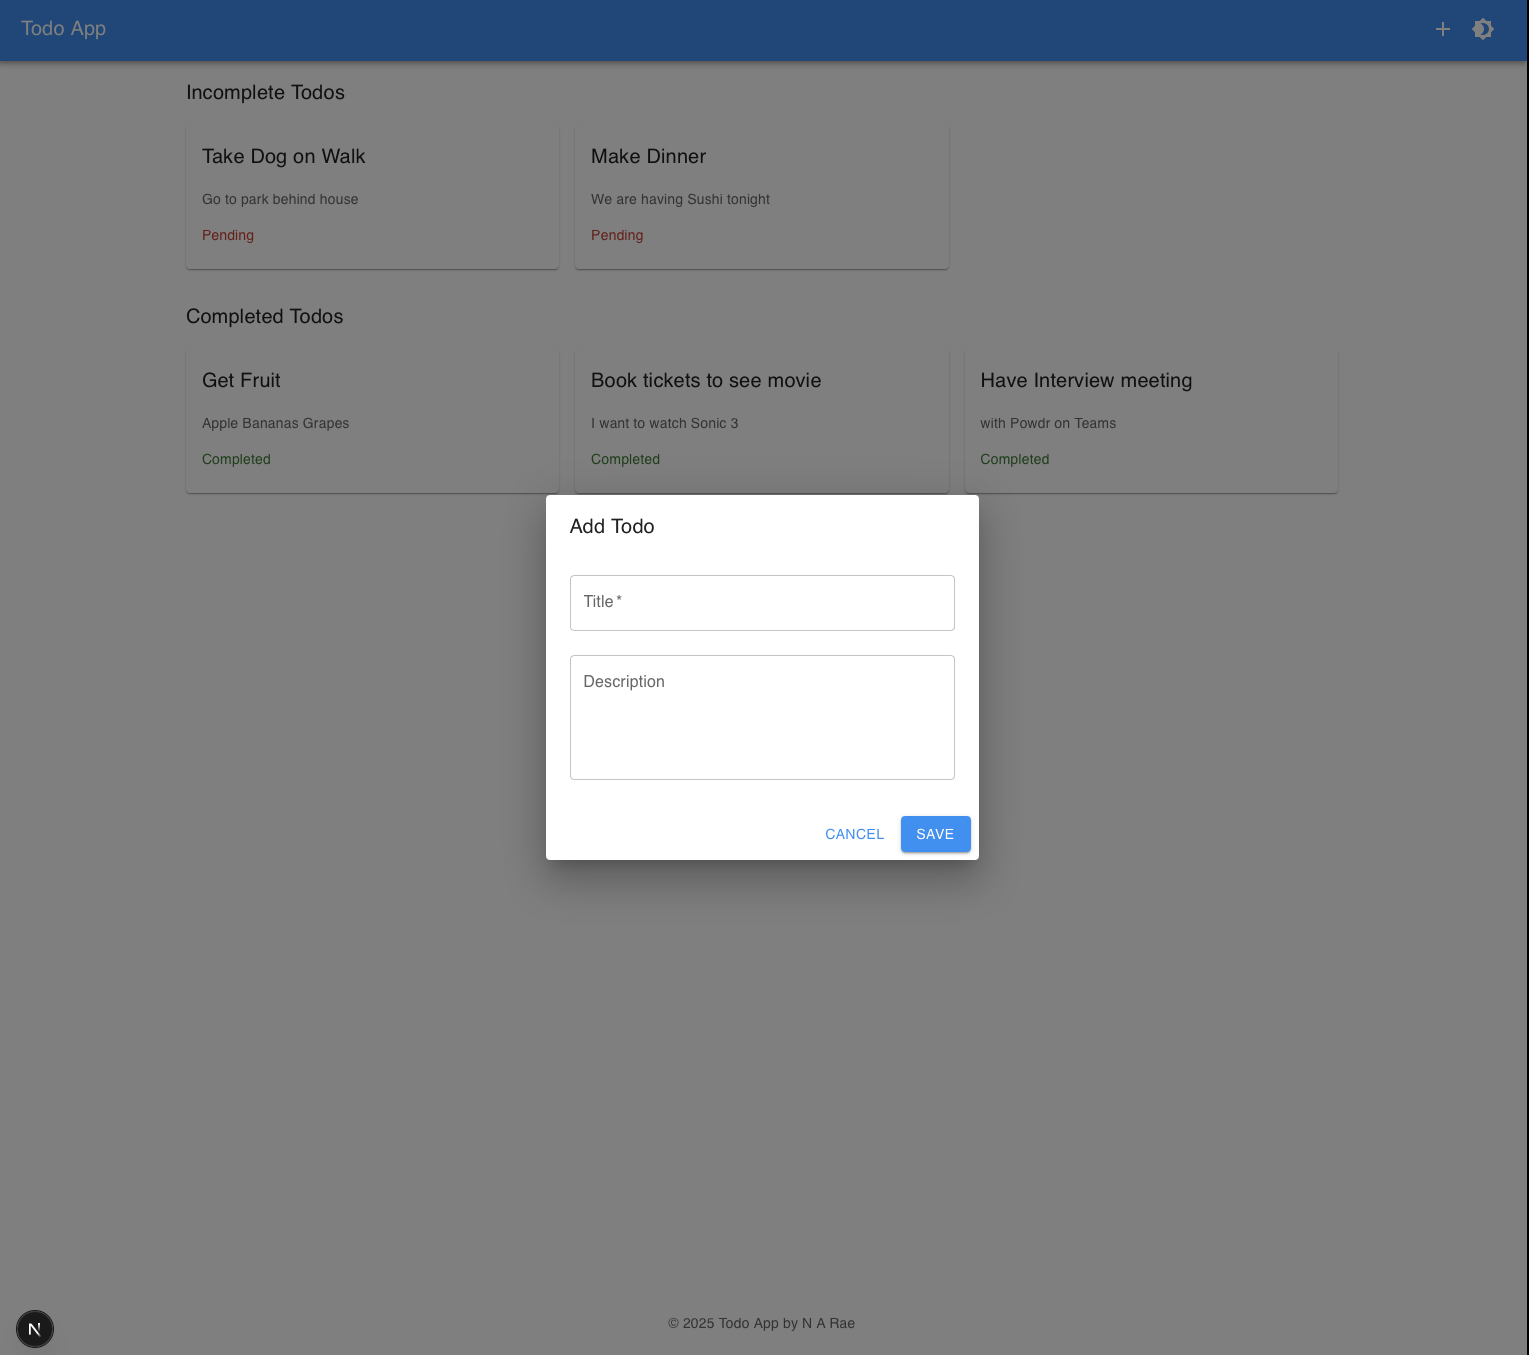 Todo App
Incomplete Todos
Take Dog on Walk
Go to park behind house
Pending
Make Dinner
We are having Sushi tonight
Pending
Completed Todos
Get Fruit
Apple Bananas Grapes
Completed
Book tickets to see movie
I want to watch Sonic 3
Completed
Have Interview meeting
with Powdr on Teams
Completed
Add Todo
Title *
Description
CANCEL
SAVE
© 2025 Todo App by N A Rae
N